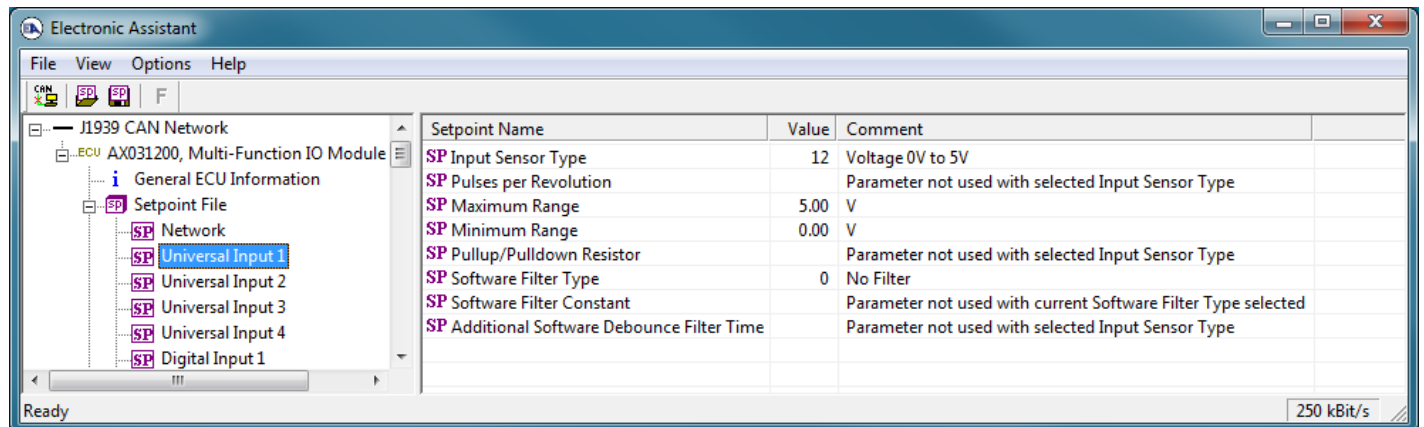 Electronic Assistant
File View Options Help
CAN SP SP F
J1939 CAN Network
ECU AX031200, Multi-Function IO Module
i General ECU Information
SP Setpoint File
SP Network
SP Universal Input 1
SP Universal Input 2
SP Universal Input 3
SP Universal Input 4
SP Digital Input 1
Setpoint Name Value Comment
SP Input Sensor Type 12 Voltage 0V to 5V
SP Pulses per Revolution Parameter not used with selected Input Sensor Type
SP Maximum Range 5.00 V
SP Minimum Range 0.00 V
SP Pullup/Pulldown Resistor Parameter not used with selected Input Sensor Type
SP Software Filter Type 0 No Filter
SP Software Filter Constant Parameter not used with current Software Filter Type selected
SP Additional Software Debounce Filter Time Parameter not used with selected Input Sensor Type
Ready 250 kBit/s